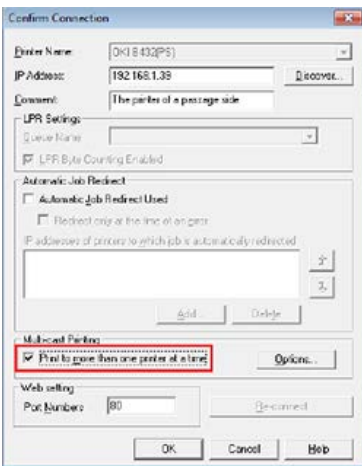 Confirm Connection
Printer Name: OKI B432(PS)
IP Address: 192.168.1.39 Discover...
Comment: The printer of a passage side
LPR Settings
Queue Name
LPR Byte Counting Enabled
Automatic Job Redirect
Automatic Job Redirect Used
Redirect only at the time of an error
IP addresses of printers to which job is automatically redirected
Add... Delete
Multi-cast Printing
Print to more than one printer at a time Options...
Web setting
Port Numbers 80 Re-connect
OK Cancel Help